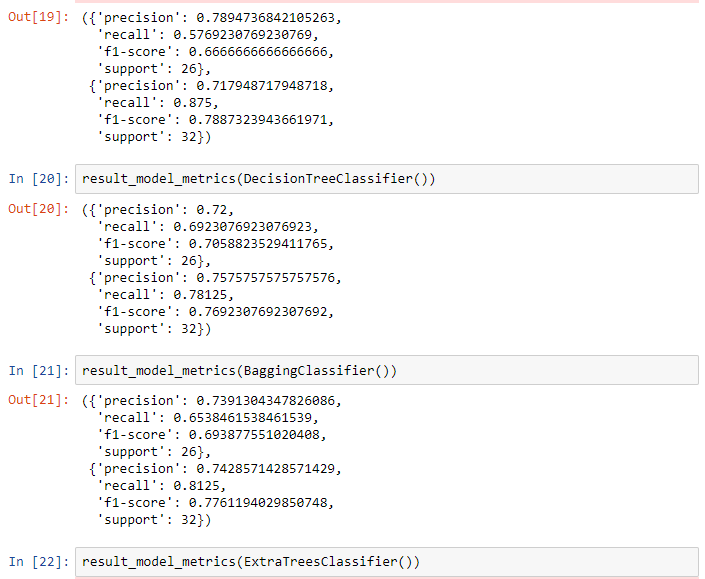 Out[19]: ({'precision': 0.7894736842105263,
'recall': 0.5769230769230769,
'f1-score': 0.6666666666666666,
'support': 26},
{'precision': 0.717948717948718,
'recall': 0.875,
'f1-score': 0.7887323943661971,
'support': 32})
In [20]: result_model_metrics(DecisionTreeClassifier())
Out[20]: ({'precision': 0.72,
'recall': 0.6923076923076923,
'f1-score': 0.7058823529411765,
'support': 26},
{'precision': 0.7575757575757576,
'recall': 0.78125,
'f1-score': 0.7692307692307692,
'support': 32})
In [21]: result_model_metrics(BaggingClassifier())
Out[21]: ({'precision': 0.7391304347826086,
'recall': 0.6538461538461539,
'f1-score': 0.693877551020408,
'support': 26},
{'precision': 0.7428571428571429,
'recall': 0.8125,
'f1-score': 0.7761194029850748,
'support': 32})
In [22]: result_model_metrics(ExtraTreesClassifier())